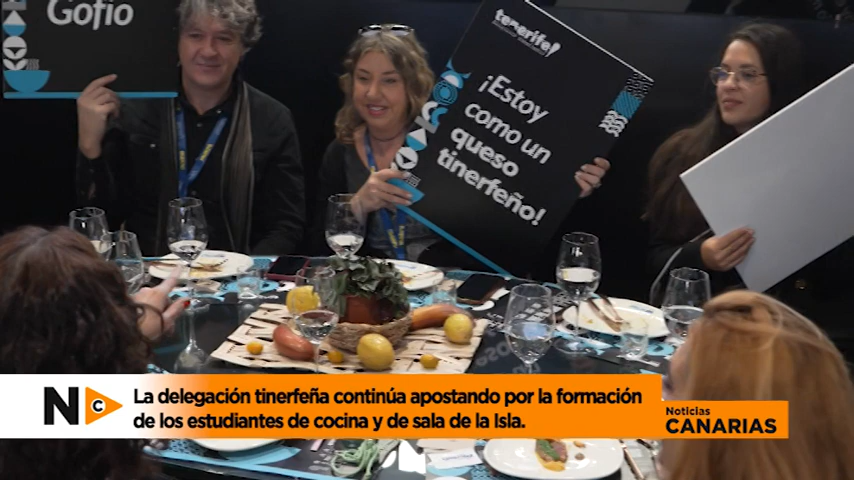 Gofio
tenerife!
¡Estoy
como un
queso
tinerfeño!
NC
La delegación tinerfeña continúa apostando por la formación
de los estudiantes de cocina y de sala de la Isla.
Noticias
CANARIAS